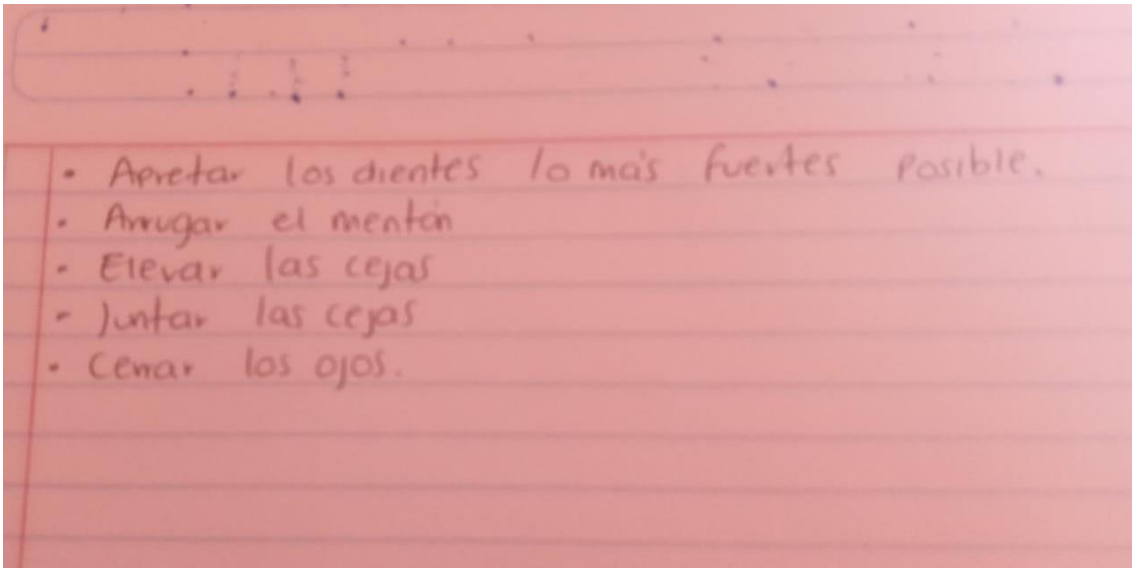 • Apretar los dientes lo más fuertes posible.
• Arrugar el mentón
• Elevar las cejas
- Juntar las cejas
• Cerrar los ojos.